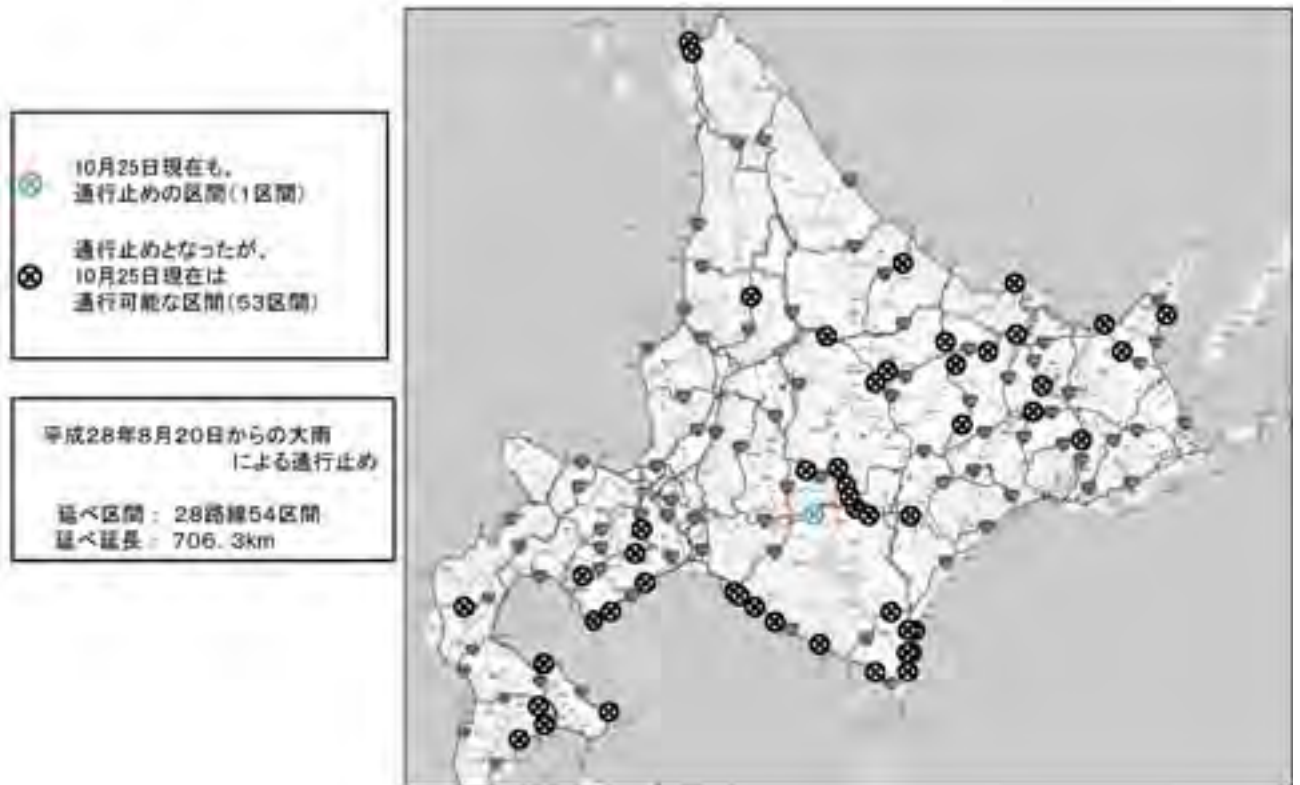 10月25日現在も、
通行止めの区間(1区間)
通行止めとなったが、
10月25日現在は
通行可能な区間(53区間)
平成28年8月20日からの大雨
による通行止め
延べ区間: 28路線54区間
延べ延長: 706.3km